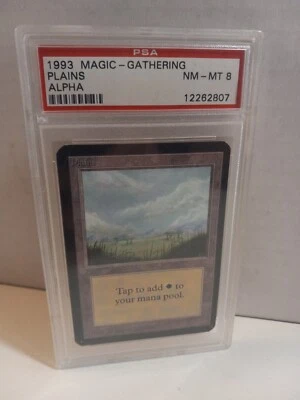 PSA
1993 MAGIC - GATHERING
PLAINS
NM - MT 8
ALPHA
12262807
Tap to add to
your mana pool.